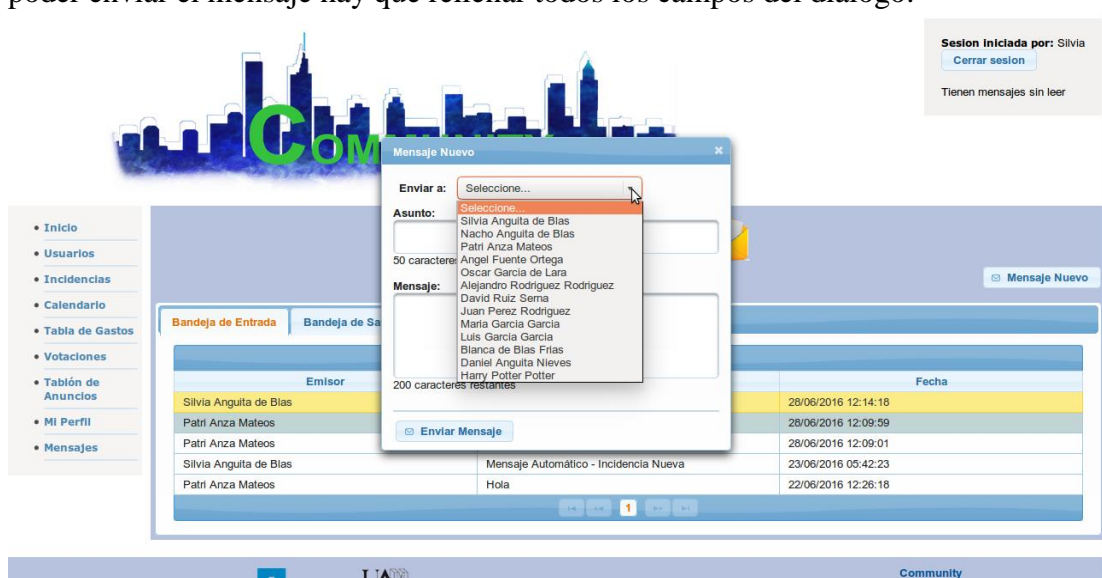 poder enviar el mensaje hay que rellenar todos los campos del diálogo.
Sesion iniciada por: Silvia
Cerrar sesion
Tienen mensajes sin leer
COM
Mensaje Nuevo
Enviar a: Seleccione...
Seleccione...
Silvia Anguita de Blas
Nacho Anguita de Blas
Patri Anza Mateos
Angel Fuente Ortega
Oscar Garcia de Lara
Alejandro Rodriguez Rodriguez
David Ruiz Serna
Juan Perez Rodriguez
Maria Garcia Garcia
Luis Garcia Garcia
Blanca de Blas Frias
Daniel Anguita Nieves
Harry Potter Potter
Asunto:
50 caracteres
Mensaje:
200 caracteres restantes
Enviar Mensaje
Inicio
Usuarios
Incidencias
Calendario
Tabla de Gastos
Votaciones
Tablón de
Anuncios
Mi Perfil
Mensajes
Mensaje Nuevo
Bandeja de Entrada Bandeja de Sa
Emisor Fecha
Silvia Anguita de Blas 28/06/2016 12:14:18
Patri Anza Mateos 28/06/2016 12:09:59
Patri Anza Mateos 28/06/2016 12:09:01
Silvia Anguita de Blas Mensaje Automático - Incidencia Nueva 23/06/2016 05:42:23
Patri Anza Mateos Hola 22/06/2016 12:26:18
1
Community